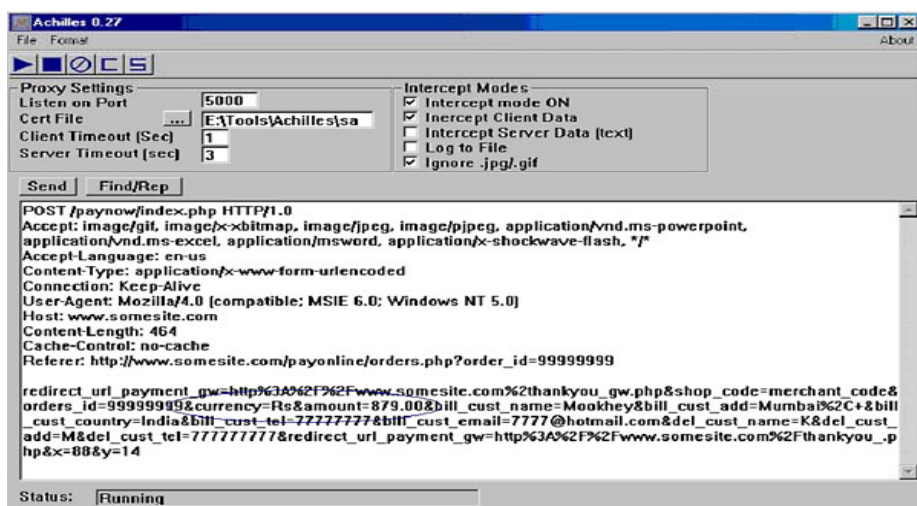 Achilles 0.27
File Format About
Proxy Settings
Listen on Port 5000
Cert File ... E:\Tools\Achilles\sa
Client Timeout (Sec) 1
Server Timeout (sec) 3
Intercept Modes
Intercept mode ON
Inercept Client Data
Intercept Server Data (text)
Log to File
Ignore .jpg/.gif
Send Find/Rep
POST /paynow/index.php HTTP/1.0
Accept: image/gif, image/x-xbitmap, image/jpeg, image/pjpeg, application/vnd.ms-powerpoint,
application/vnd.ms-excel, application/msword, application/x-shockwave-flash, */*
Accept-Language: en-us
Content-Type: application/x-www-form-urlencoded
Connection: Keep-Alive
User-Agent: Mozilla/4.0 (compatible; MSIE 6.0; Windows NT 5.0)
Host: www.somesite.com
Content-Length: 464
Cache-Control: no-cache
Referer: http://www.somesite.com/payonline/orders.php?order_id=99999999
redirect_url_payment_gw=http%3A%2F%2Fwww.somesite.com%2thankyou_gw.php&shop_code=merchant_code&
orders_id=99999999&currency=Rs&amount=879.00&bill_cust_name=Mookhey&bill_cust_add=Mumbai%2C+&bill
_cust_country=India&bill_cust_tel=77777777&bill_cust_email=7777@hotmail.com&del_cust_name=K&del_cust_
add=M&del_cust_tel=777777777&redirect_url_payment_gw=http%3A%2F%2Fwww.somesite.com%2Fthankyou_.p
hp&x=88&y=14
Status: Running